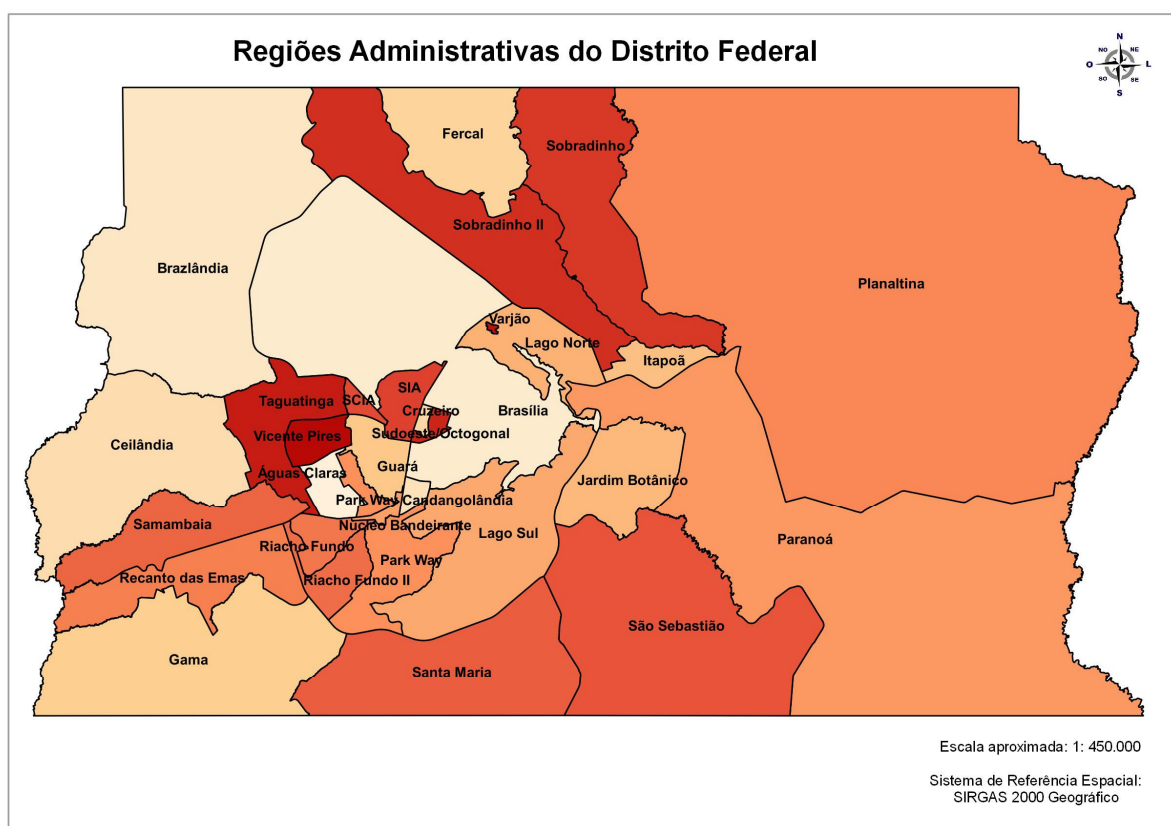 Regiões Administrativas do Distrito Federal
N
NO NE
O L
SO SE
S
Fercal
Sobradinho
Sobradinho II
Brazlândia
Planaltina
Varjão
Lago Norte
Itapoã
SIA
Taguatinga
SCIA
Cruzeiro
Brasília
Vicente Pires
Sudoeste/Octogonal
Ceilândia
Guará
Águas Claras
Jardim Botânico
Park Way
Candangolândia
Samambaia
Núcleo Bandeirante
Lago Sul
Paranoá
Riacho Fundo
Park Way
Recanto das Emas
Riacho Fundo II
São Sebastião
Gama
Santa Maria
Escala aproximada: 1: 450.000
Sistema de Referência Espacial:
SIRGAS 2000 Geográfico